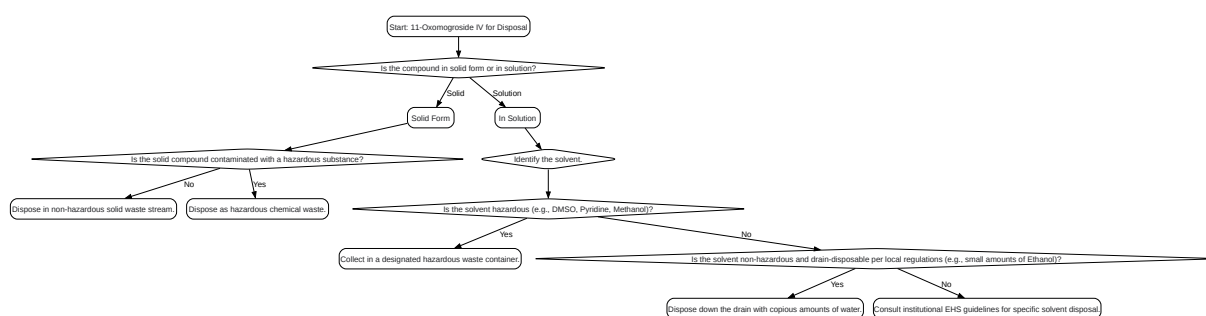 Start: 11-Oxomogroside IV for Disposal
Is the compound in solid form or in solution?
Solid
Solution
Solid Form
In Solution
Is the solid compound contaminated with a hazardous substance?
Identify the solvent.
No
Yes
Dispose in non-hazardous solid waste stream.
Dispose as hazardous chemical waste.
Is the solvent hazardous (e.g., DMSO, Pyridine, Methanol)?
Yes
No
Collect in a designated hazardous waste container.
Is the solvent non-hazardous and drain-disposable per local regulations (e.g., small amounts of Ethanol)?
Yes
No
Dispose down the drain with copious amounts of water.
Consult institutional EHS guidelines for specific solvent disposal.